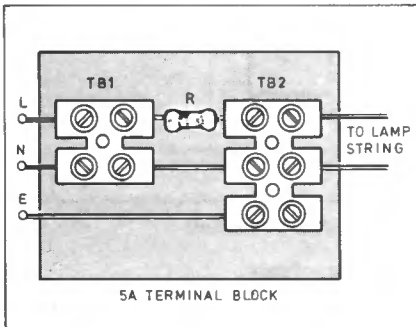 TB1
R
TB2
L
TO LAMP
STRING
N
E
5A TERMINAL BLOCK